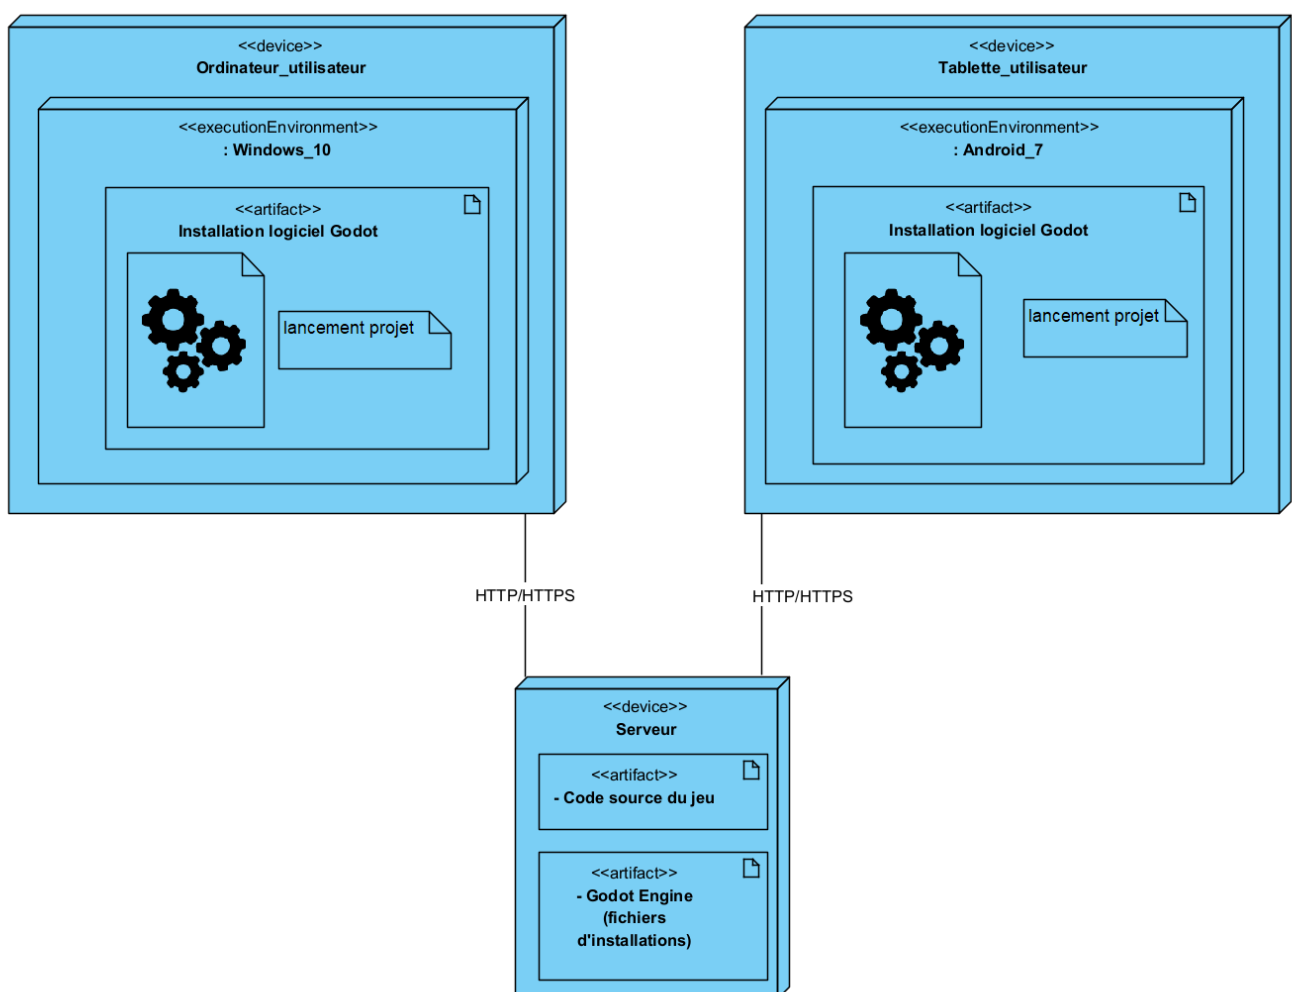 <<device>>
Ordinateur_utilisateur
<<executionEnvironment>>
: Windows_10
<<artifact>>
Installation logiciel Godot
lancement projet
<<device>>
Tablette_utilisateur
<<executionEnvironment>>
: Android_7
<<artifact>>
Installation logiciel Godot
lancement projet
HTTP/HTTPS
HTTP/HTTPS
<<device>>
Serveur
<<artifact>>
- Code source du jeu
<<artifact>>
- Godot Engine
(fichiers
d'installations)